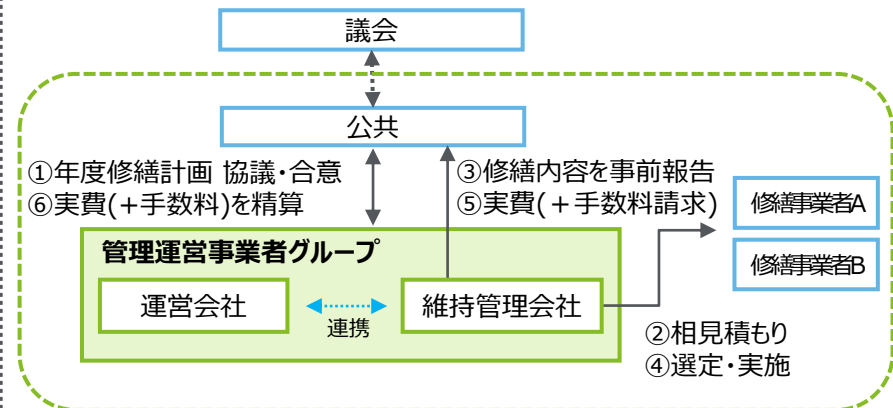 議会
公共
①年度修繕計画 協議・合意
⑥実費(+手数料)を精算
③修繕内容を事前報告
⑤実費(+手数料請求)
修繕事業者A
修繕事業者B
管理運営事業者グループ
運営会社
連携
維持管理会社
②相見積もり
④選定・実施